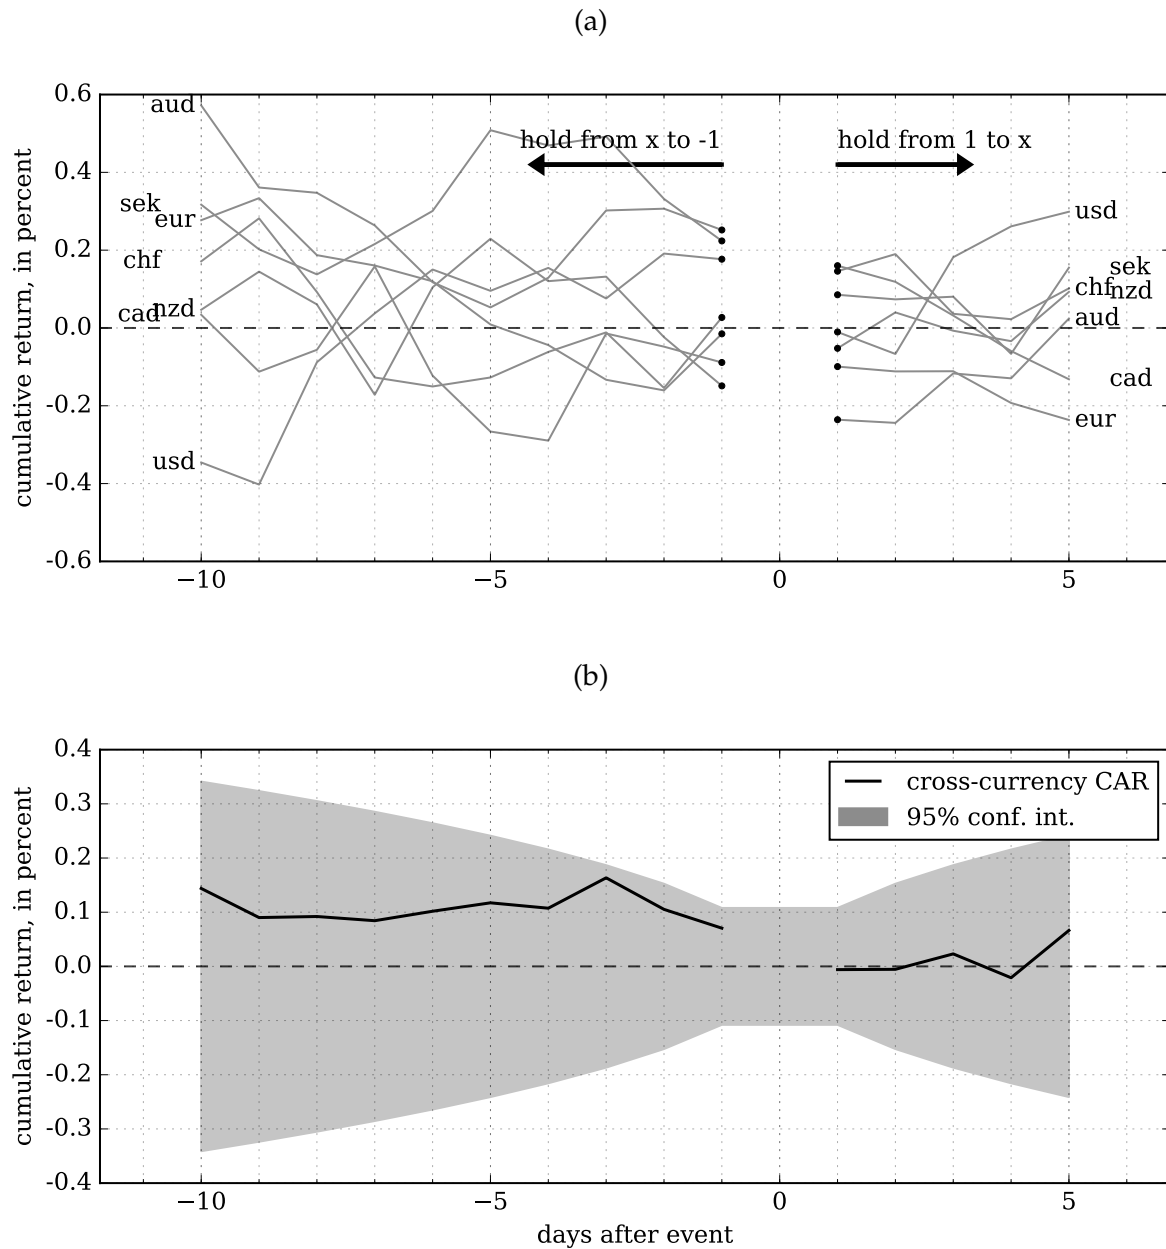 (a)
cumulative return, in percent
0.6
0.4
0.2
0.0
-0.2
-0.4
-0.6
aud
sek
eur
chf
nzd
cad
usd
hold from x to -1
hold from 1 to x
usd
sek
chf
nzd
aud
cad
eur
−10
−5
0
5
(b)
cumulative return, in percent
0.4
0.3
0.2
0.1
0.0
-0.1
-0.2
-0.3
-0.4
cross-currency CAR
95% conf. int.
−10
−5
0
5
days after event